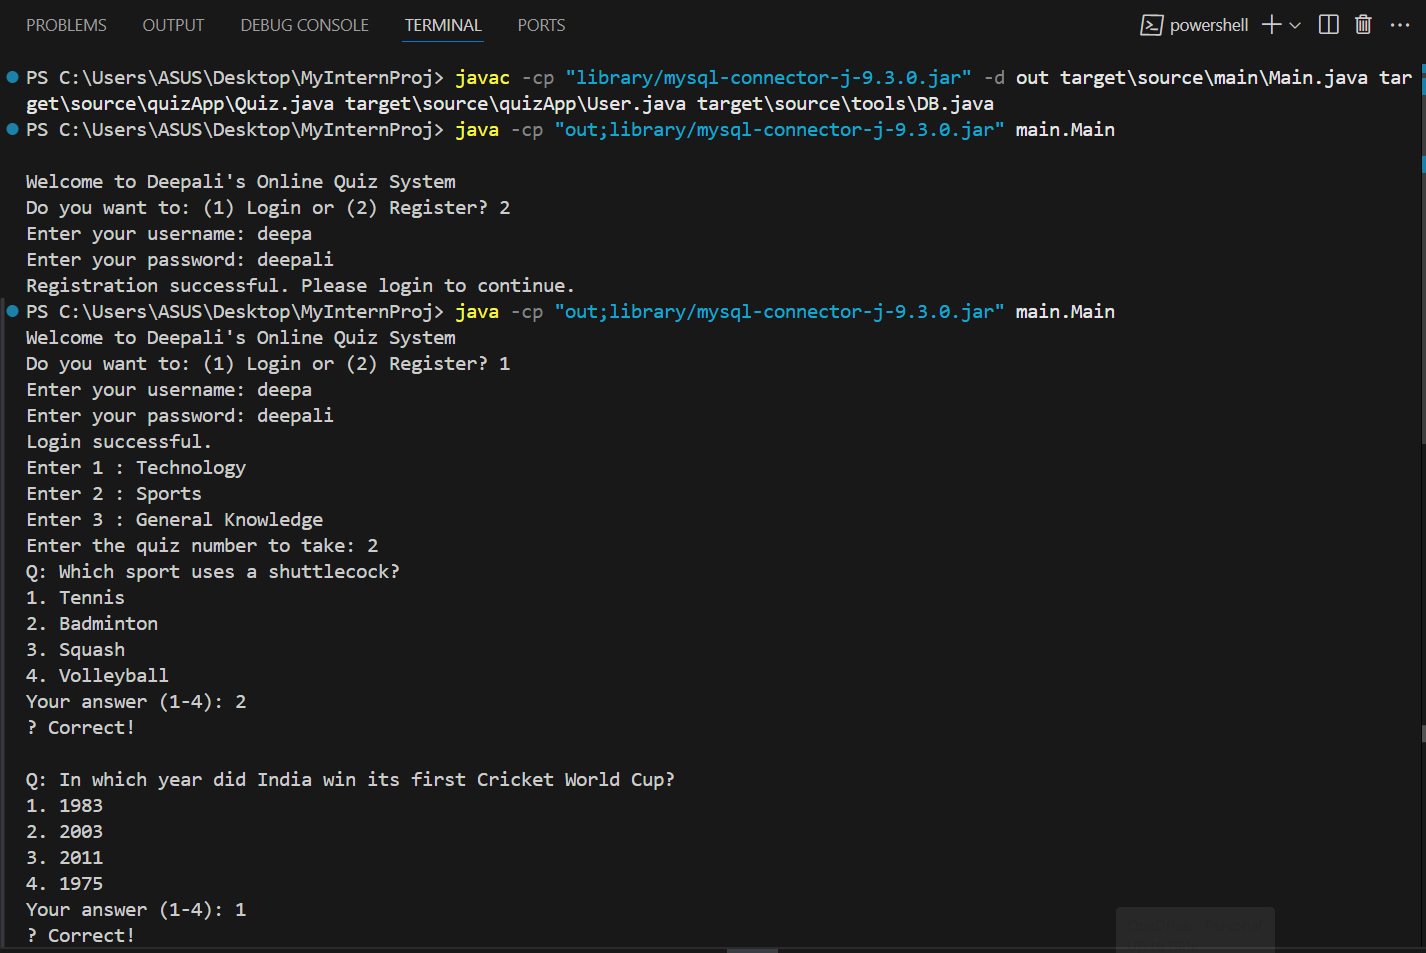 PROBLEMS OUTPUT DEBUG CONSOLE TERMINAL PORTS powershell
PS C:\Users\ASUS\Desktop\MyInternProj> javac -cp "library/mysql-connector-j-9.3.0.jar" -d out target\source\main\Main.java tar
get\source\quizApp\Quiz.java target\source\quizApp\User.java target\source\tools\DB.java
PS C:\Users\ASUS\Desktop\MyInternProj> java -cp "out;library/mysql-connector-j-9.3.0.jar" main.Main
Welcome to Deepali's Online Quiz System
Do you want to: (1) Login or (2) Register? 2
Enter your username: deepa
Enter your password: deepali
Registration successful. Please login to continue.
PS C:\Users\ASUS\Desktop\MyInternProj> java -cp "out;library/mysql-connector-j-9.3.0.jar" main.Main
Welcome to Deepali's Online Quiz System
Do you want to: (1) Login or (2) Register? 1
Enter your username: deepa
Enter your password: deepali
Login successful.
Enter 1 : Technology
Enter 2 : Sports
Enter 3 : General Knowledge
Enter the quiz number to take: 2
Q: Which sport uses a shuttlecock?
1. Tennis
2. Badminton
3. Squash
4. Volleyball
Your answer (1-4): 2
? Correct!
Q: In which year did India win its first Cricket World Cup?
1. 1983
2. 2003
3. 2011
4. 1975
Your answer (1-4): 1
? Correct!